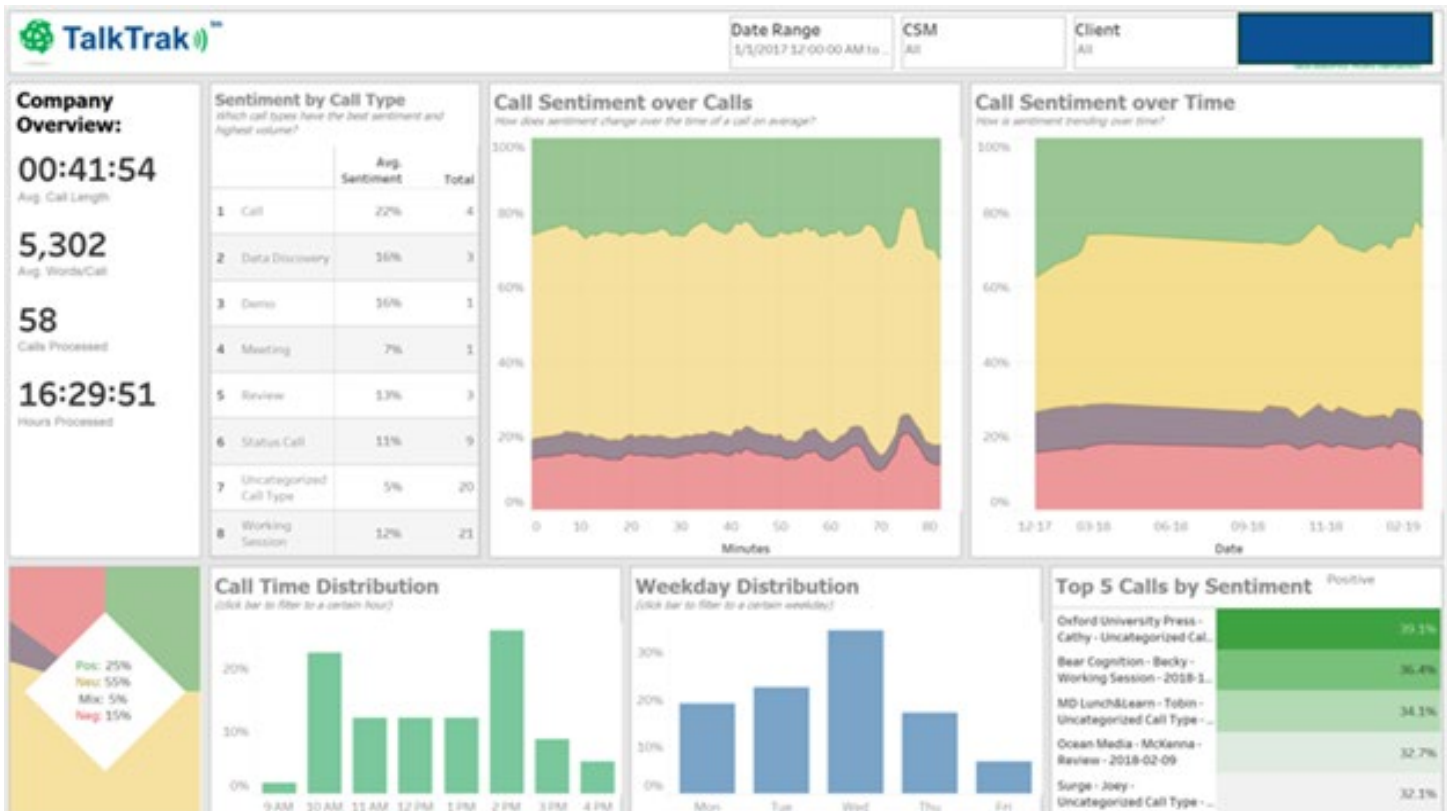 TalkTrak
Date Range
1/1/2017 12:00:00 AM to ..
CSM
All
Client
All
Company
Overview:
00:41:54
Avg. Call Length
5,302
Avg. Words/Call
58
Calls Processed
16:29:51
Hours Processed
Sentiment by Call Type
Which call types have the best sentiment and
highest volume?
Avg.
Sentiment Total
1 Call 22% 4
2 Data Discovery 16% 3
3 Demo 16% 1
4 Meeting 7% 1
5 Review 13% 3
6 Status Call 11% 9
7 Uncategorized
Call Type 5% 20
8 Working
Session 12% 21
Call Sentiment over Calls
How does sentiment change over the time of a call on average?
100%
80%
60%
40%
20%
0%
0 10 20 30 40 50 60 70 80
Minutes
Call Sentiment over Time
How is sentiment trending over time?
100%
80%
60%
40%
20%
0%
12-17 03-18 06-18 09-18 11-18 02-19
Date
Pos: 25%
Neu: 55%
Mix: 5%
Neg: 15%
Call Time Distribution
(click bar to filter to a certain hour)
20%
10%
0%
9 AM 10 AM 11 AM 12 PM 1 PM 2 PM 3 PM 4 PM
Weekday Distribution
(click bar to filter to a certain weekday)
30%
20%
10%
0%
Mon Tue Wed Thu Fri
Top 5 Calls by Sentiment
Positive
Oxford University Press -
Cathy - Uncategorized Cal..
39.1%
Bear Cognition - Becky -
Working Session - 2018-1..
36.4%
MD Lunch&Learn - Tobin -
Uncategorized Call Type - ..
34.1%
Ocean Media - McKenna -
Review - 2018-02-09
32.7%
Surge - Joey -
Uncategorized Call Type - ..
32.1%